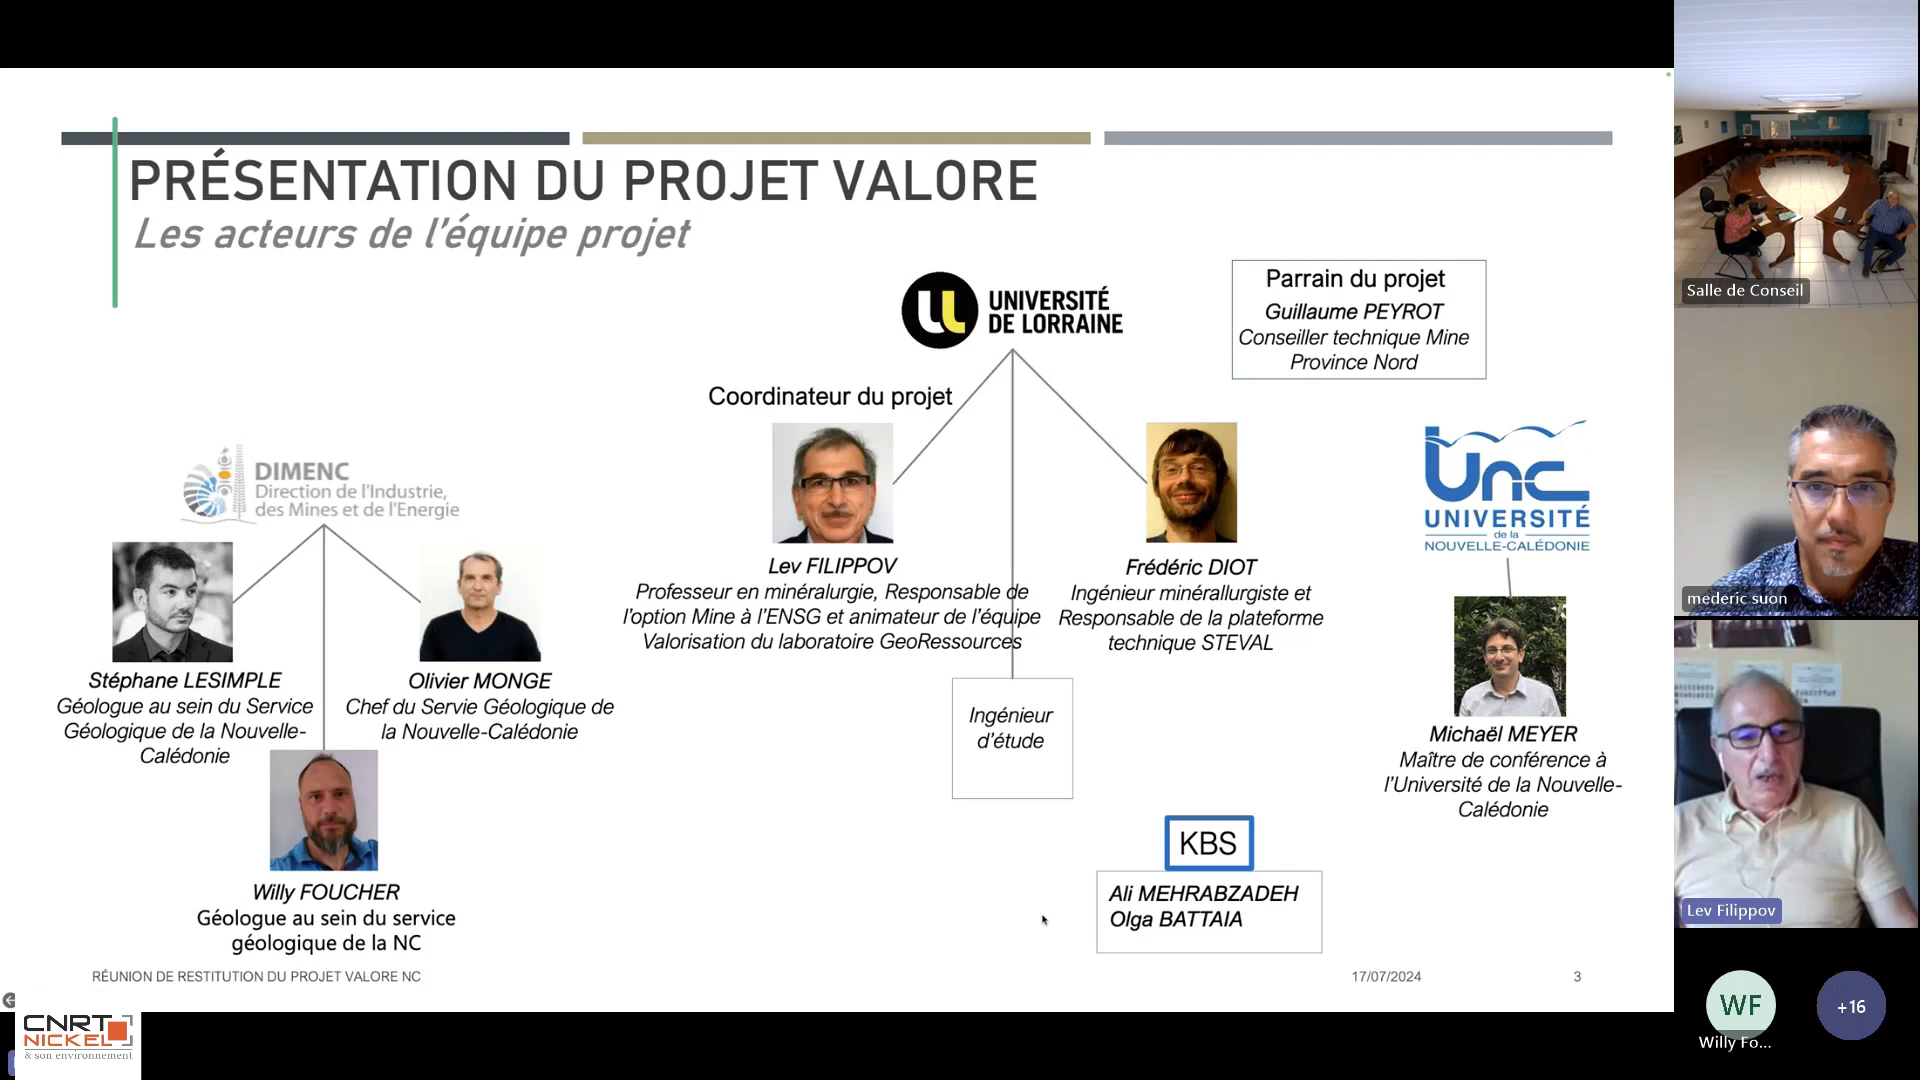 PRÉSENTATION DU PROJET VALORE
Les acteurs de l'équipe projet
UNIVERSITÉ
DE LORRAINE
Parrain du projet
Guillaume PEYROT
Conseiller technique Mine
Province Nord
Coordinateur du projet
DIMENC
Direction de l'Industrie,
des Mines et de l'Energie
Unc
UNIVERSITÉ
de la
NOUVELLE-CALÉDONIE
Lev FILIPPOV
Professeur en minéralurgie, Responsable de
l'option Mine à l'ENSG et animateur de l'équipe
Valorisation du laboratoire GeoRessources
Frédéric DIOT
Ingénieur minérallurgiste et
Responsable de la plateforme
technique STEVAL
Stéphane LESIMPLE
Géologue au sein du Service
Géologique de la Nouvelle-
Calédonie
Olivier MONGE
Chef du Servie Géologique de
la Nouvelle-Calédonie
Ingénieur
d'étude
Michaël MEYER
Maître de conférence à
l'Université de la Nouvelle-
Calédonie
Willy FOUCHER
Géologue au sein du service
géologique de la NC
KBS
Ali MEHRABZADEH
Olga BATTAIA
RÉUNION DE RESTITUTION DU PROJET VALORE NC
17/07/2024
3
CNRT
NICKEL
& son environnement
Salle de Conseil
mederic suon
Lev Filippov
WF
Willy Fo...
+16